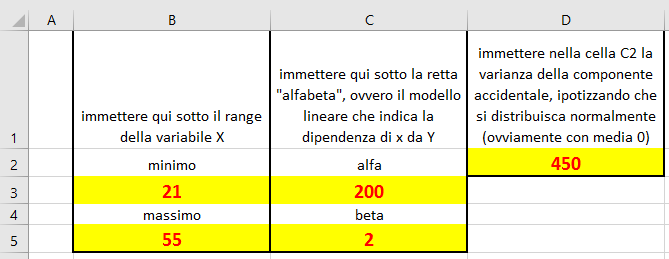 A B C D
1
immettere qui sotto il range
della variabile X
immettere qui sotto la retta
"alfabeta", ovvero il modello
lineare che indica la
dipendenza di x da Y
immettere nella cella C2 la
varianza della componente
accidentale, ipotizzando che
si distribuisca normalmente
(ovviamente con media 0)
2 minimo alfa 450
3 21 200
4 massimo beta
5 55 2